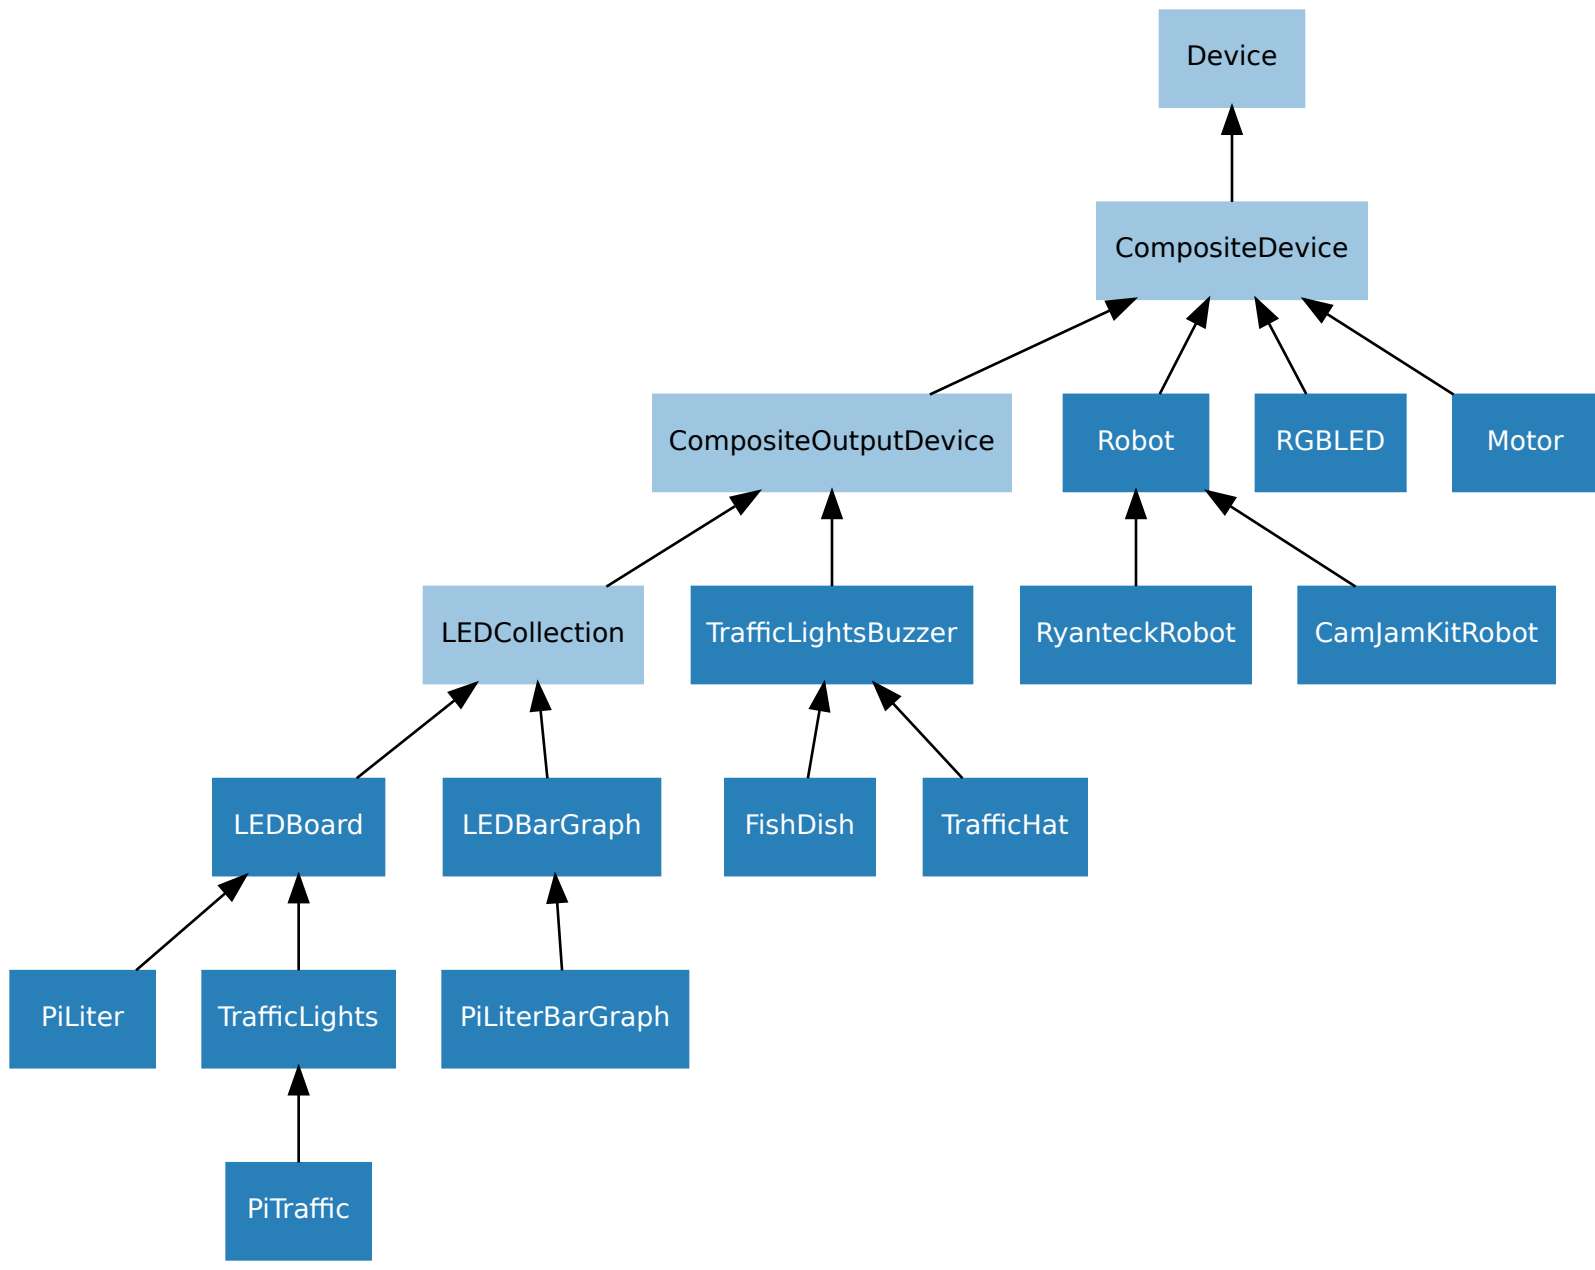 Device
CompositeDevice
CompositeOutputDevice
Robot
RGBLED
Motor
LEDCollection
TrafficLightsBuzzer
RyanteckRobot
CamJamKitRobot
LEDBoard
LEDBarGraph
FishDish
TrafficHat
PiLiter
TrafficLights
PiLiterBarGraph
PiTraffic